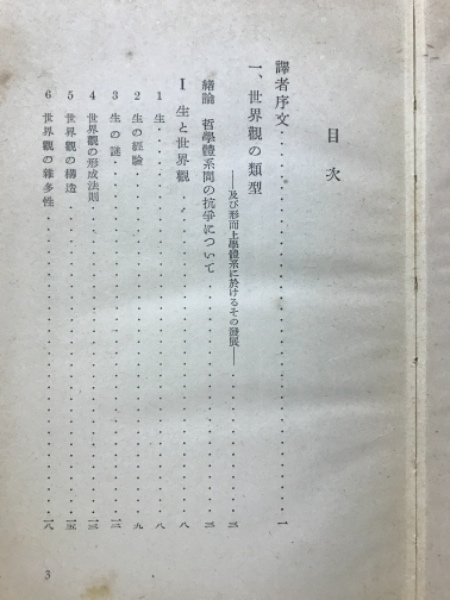 目次
譯者序文・・・・・・・・・・・・・・・・・・・・・・・一
一、世界觀の類型
——及び形而上學體系に於けるその發展——・・・・・・・・・三
緖論 哲學體系間の抗爭について・・・・・・・・・・・・三
I 生と世界觀・・・・・・・・・・・・・・・・・八
1 生・・・・・・・・・・・・・・・・・・・・八
2 生の經驗・・・・・・・・・・・・・・・・・九
3 生の謎・・・・・・・・・・・・・・・・・・一二
4 世界觀の形成法則・・・・・・・・・・・・・一三
5 世界觀の構造・・・・・・・・・・・・・・・一五
6 世界觀の雜多性・・・・・・・・・・・・・・一八
3